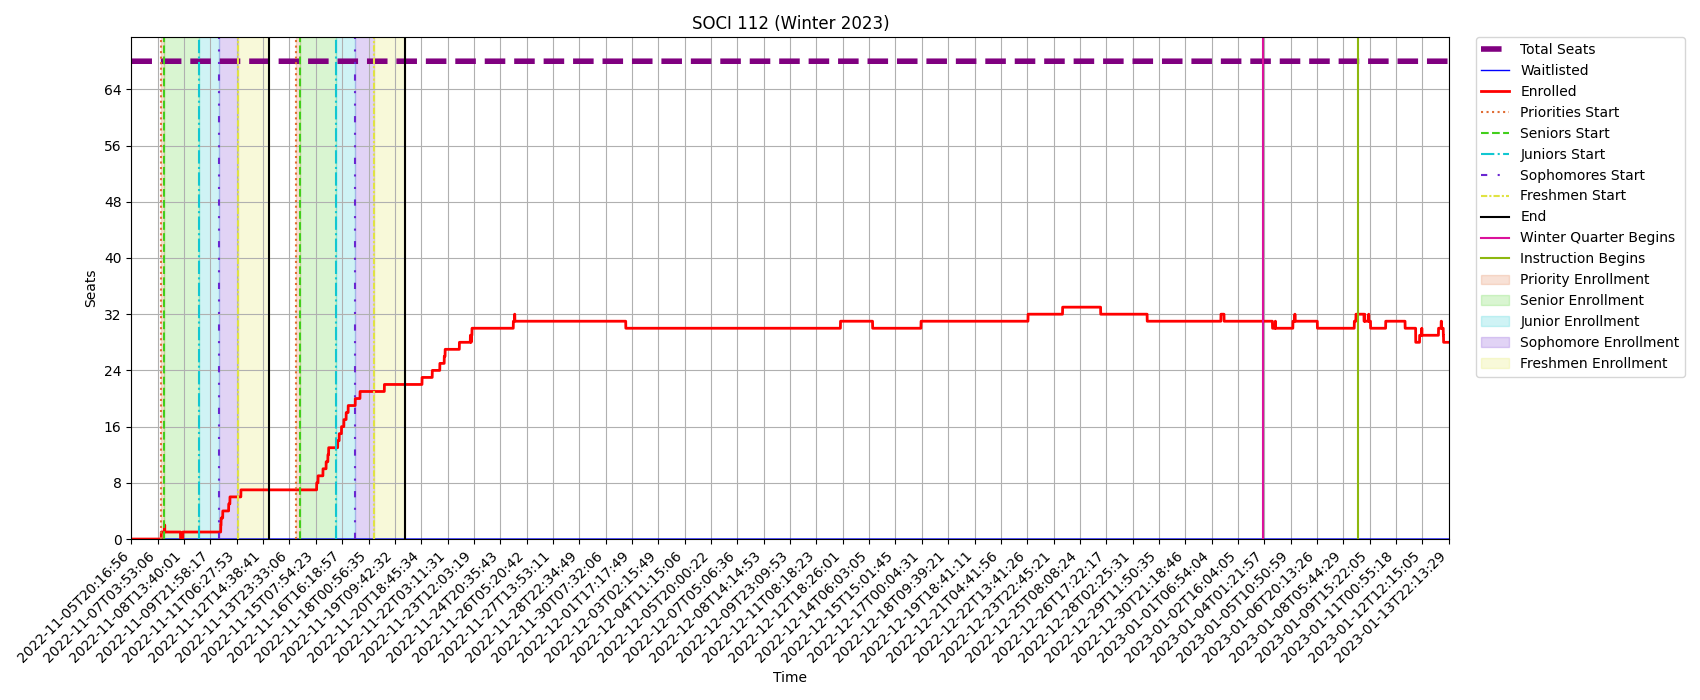 SOCI 112 (Winter 2023)
Seats
64
56
48
40
32
24
16
8
0
2022-11-05T20:16:56
2022-11-07T03:53:06
2022-11-08T13:40:01
2022-11-09T21:58:17
2022-11-11T06:27:53
2022-11-12T14:38:41
2022-11-13T23:33:06
2022-11-15T07:54:23
2022-11-16T16:18:57
2022-11-18T00:56:35
2022-11-19T09:42:32
2022-11-20T18:45:34
2022-11-22T03:11:31
2022-11-23T12:03:19
2022-11-24T20:35:43
2022-11-26T05:20:42
2022-11-27T13:53:11
2022-11-28T22:34:49
2022-11-30T07:32:06
2022-12-01T17:17:49
2022-12-03T02:15:49
2022-12-04T11:15:06
2022-12-05T20:00:22
2022-12-07T05:06:36
2022-12-08T14:14:53
2022-12-09T23:09:53
2022-12-11T08:18:23
2022-12-12T18:26:01
2022-12-14T06:03:05
2022-12-15T15:01:45
2022-12-17T00:04:31
2022-12-18T09:39:21
2022-12-19T18:41:11
2022-12-21T04:41:56
2022-12-22T13:41:26
2022-12-23T22:45:21
2022-12-25T08:08:24
2022-12-26T17:22:17
2022-12-28T02:25:31
2022-12-29T11:50:35
2022-12-30T21:18:46
2023-01-01T06:54:04
2023-01-02T16:04:05
2023-01-04T01:21:57
2023-01-05T10:50:59
2023-01-06T20:13:26
2023-01-08T05:44:29
2023-01-09T15:22:05
2023-01-11T00:55:18
2023-01-12T12:15:05
2023-01-13T22:13:29
Time
Total Seats
Waitlisted
Enrolled
Priorities Start
Seniors Start
Juniors Start
Sophomores Start
Freshmen Start
End
Winter Quarter Begins
Instruction Begins
Priority Enrollment
Senior Enrollment
Junior Enrollment
Sophomore Enrollment
Freshmen Enrollment